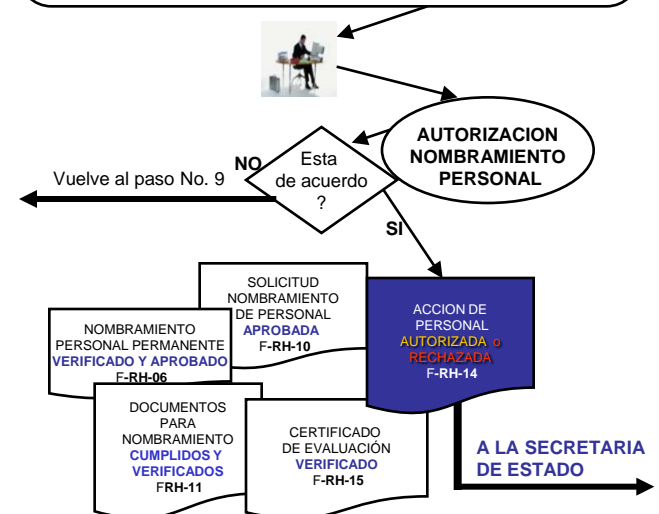 AUTORIZACION
NOMBRAMIENTO
PERSONAL
NO
Esta
de acuerdo
?
Vuelve al paso No. 9
SI
SOLICITUD
NOMBRAMIENTO
DE PERSONAL
APROBADA
F-RH-10
NOMBRAMIENTO
PERSONAL PERMANENTE
VERIFICADO Y APROBADO
F-RH-06
ACCION DE
PERSONAL
AUTORIZADA o
RECHAZADA
F-RH-14
DOCUMENTOS
PARA
NOMBRAMIENTO
CUMPLIDOS Y
VERIFICADOS
FRH-11
CERTIFICADO
DE EVALUACIÓN
VERIFICADO
F-RH-15
A LA SECRETARIA
DE ESTADO